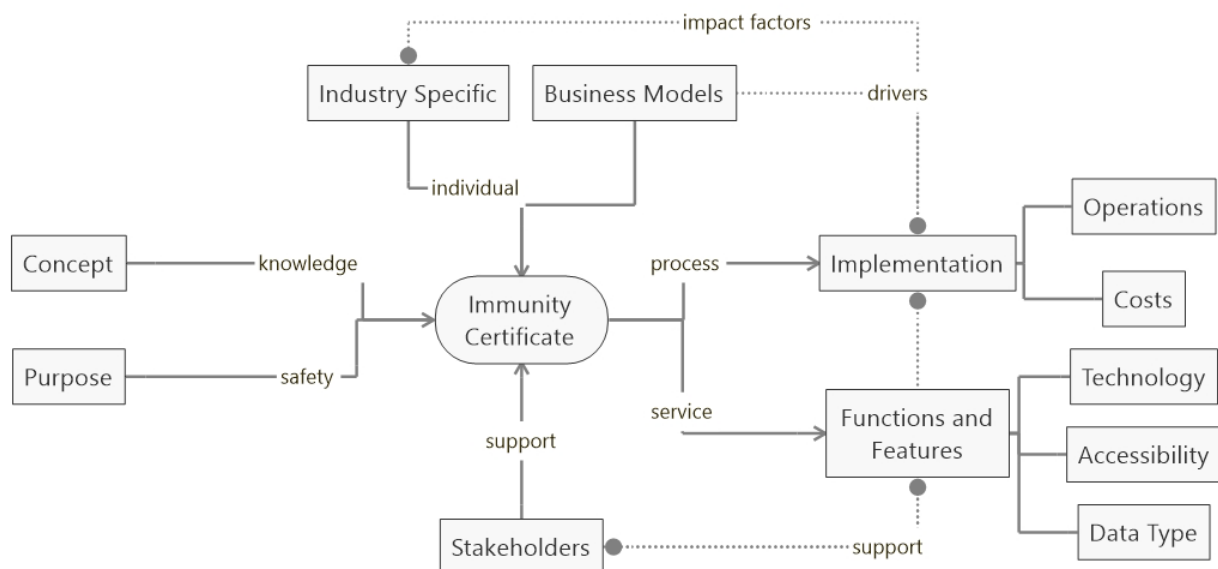 impact factors
Industry Specific
Business Models
drivers
individual
Operations
Concept
knowledge
process
Implementation
Immunity
Certificate
Costs
Purpose
safety
Technology
service
Functions and
Features
support
Accessibility
Stakeholders
support
Data Type